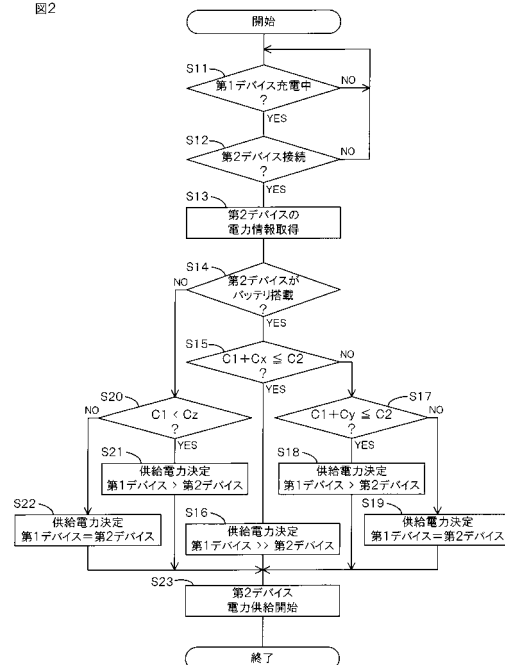 図2
開始
S11
第1デバイス充電中
?
NO
YES
S12
第2デバイス接続
?
NO
YES
S13
第2デバイスの
電力情報取得
S14
第2デバイスが
バッテリ搭載
?
NO
YES
S15
C1+Cx ≦ C2
?
NO
YES
S20
C1 < Cz
?
NO
YES
S17
C1+Cy ≦ C2
?
NO
YES
S21
供給電力決定
第1デバイス > 第2デバイス
S18
供給電力決定
第1デバイス > 第2デバイス
S22
供給電力決定
第1デバイス=第2デバイス
S16
供給電力決定
第1デバイス >> 第2デバイス
S19
供給電力決定
第1デバイス=第2デバイス
S23
第2デバイス
電力供給開始
終了